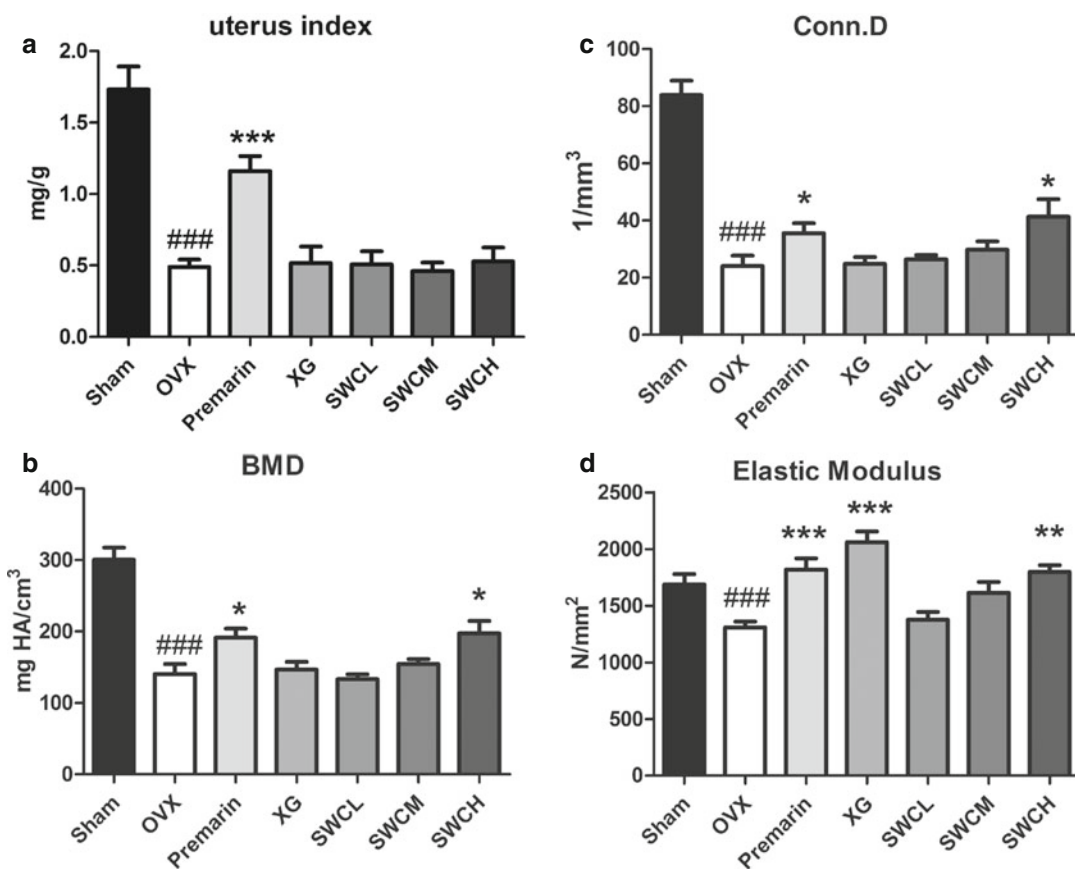 a
uterus index
mg/g
2.0
1.5
1.0
0.5
0.0
###
***
Sham
OVX
Premarin
XG
SWCL
SWCM
SWCH
c
Conn.D
1/mm³
100
80
60
40
20
0
###
*
*
Sham
OVX
Premarin
XG
SWCL
SWCM
SWCH
b
BMD
mg HA/cm³
400
300
200
100
0
###
*
*
Sham
OVX
Premarin
XG
SWCL
SWCM
SWCH
d
Elastic Modulus
N/mm²
2500
2000
1500
1000
500
0
###
***
***
**
Sham
OVX
Premarin
XG
SWCL
SWCM
SWCH